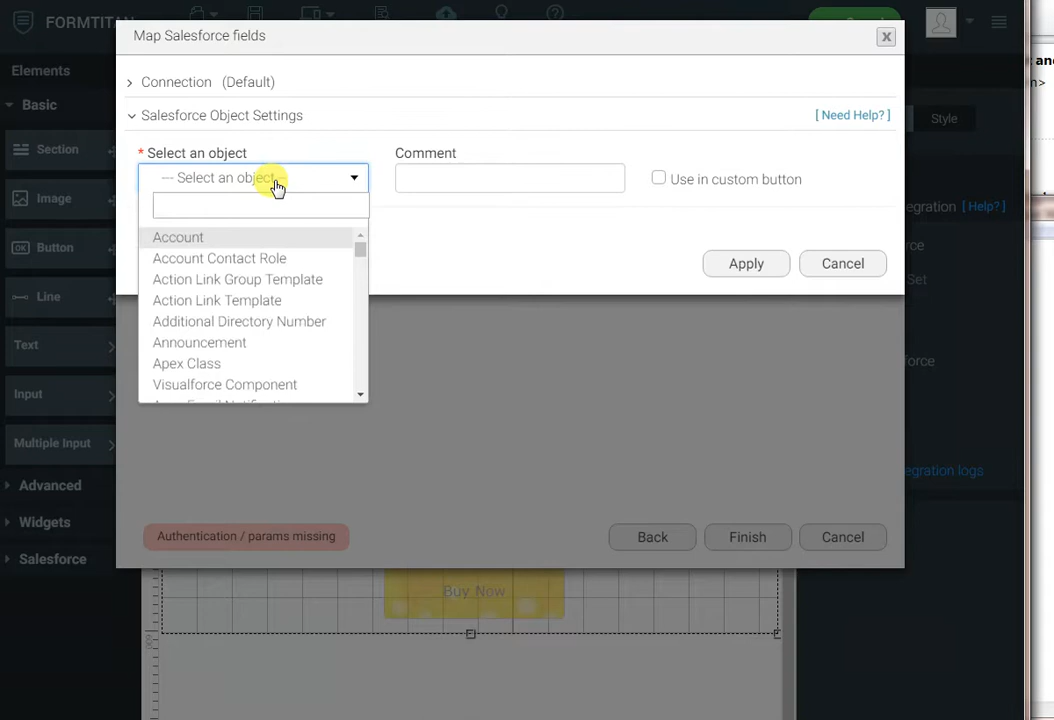 FORMTITAN
Map Salesforce fields
X
Elements
Connection (Default)
Basic
Salesforce Object Settings
[ Need Help? ]
Style
* Select an object
Comment
Section
--- Select an object---
Use in custom button
Image
[ Help? ]
Account
OK
Button
Account Contact Role
Apply
Cancel
Action Link Group Template
Line
Action Link Template
Additional Directory Number
Text
Announcement
Apex Class
Input
Visualforce Component
Multiple Input
Advanced
Widgets
Authentication / params missing
Back
Finish
Cancel
Salesforce
Buy Now